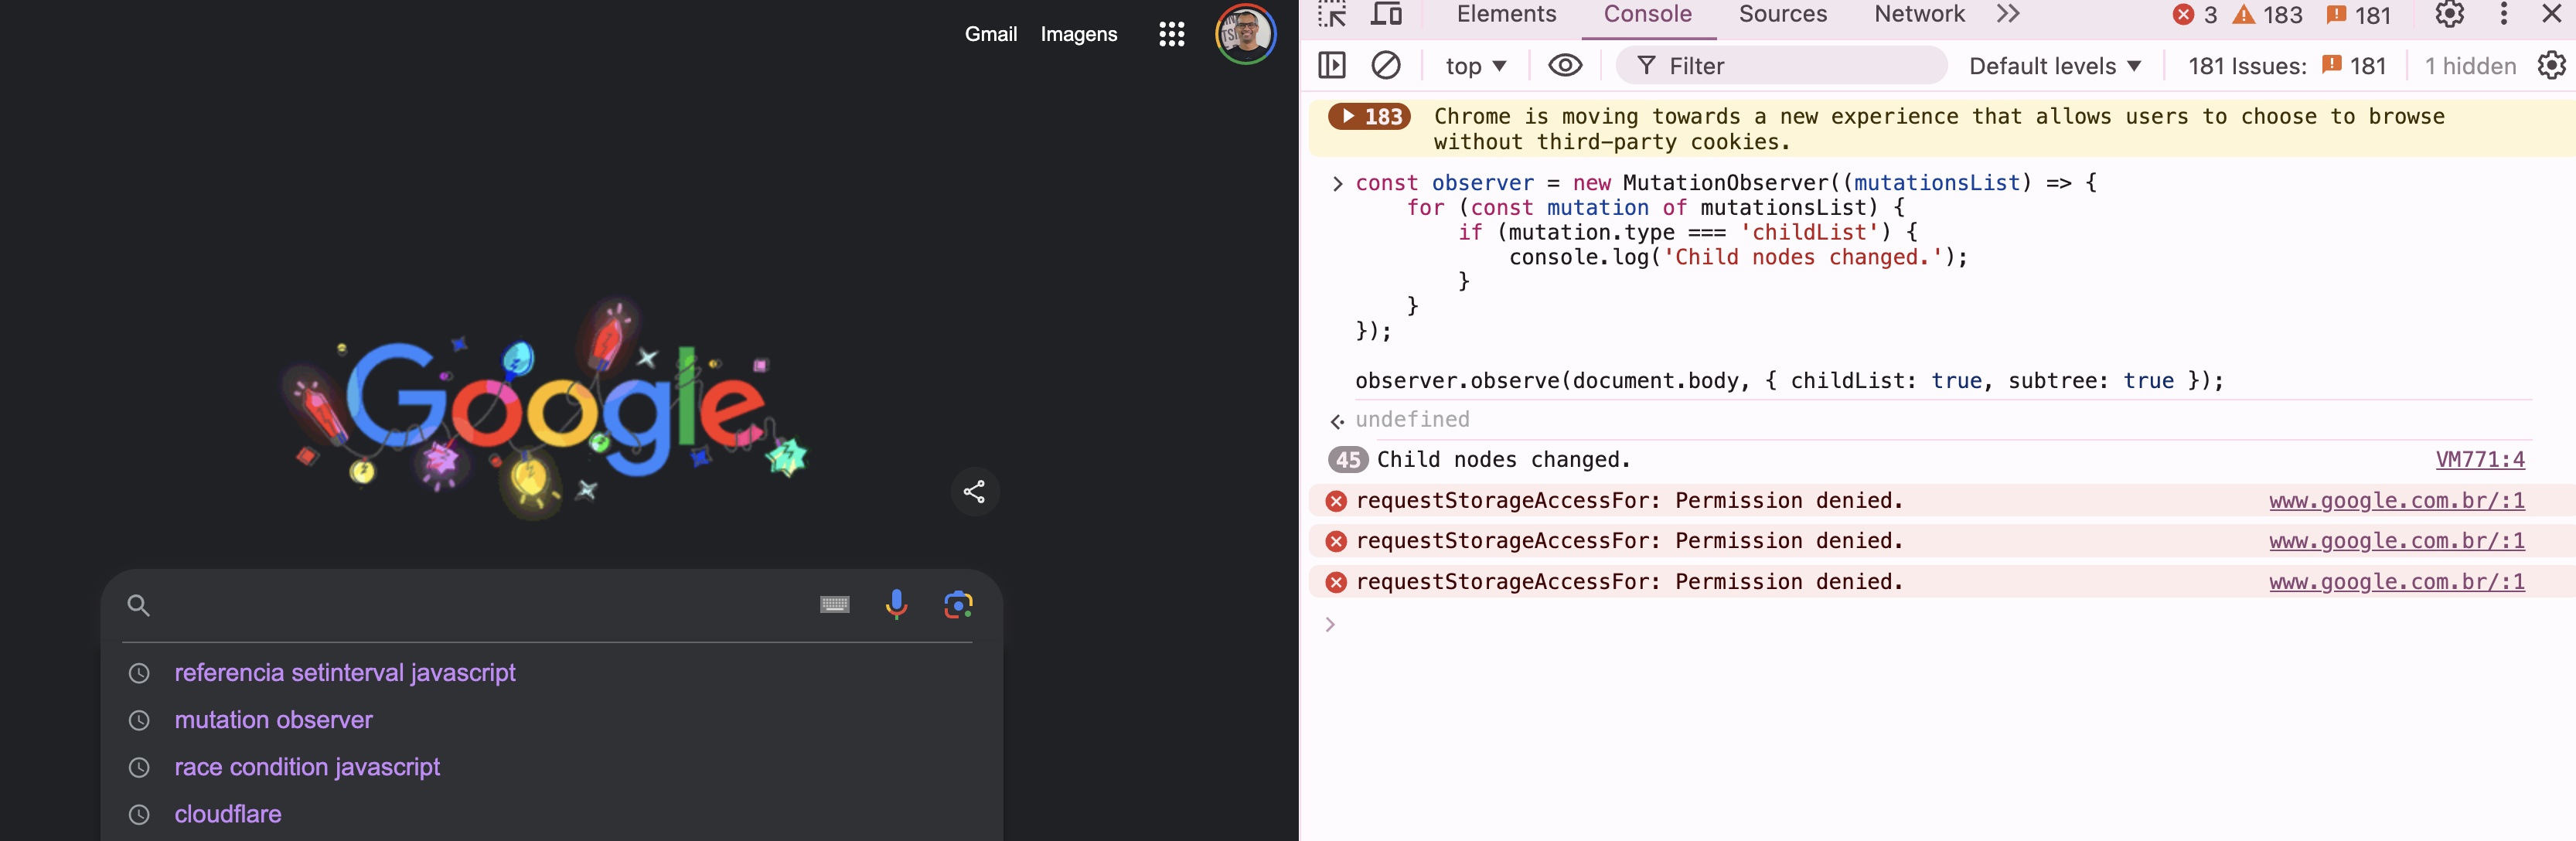 Gmail Imagens
Google
referencia setinterval javascript
mutation observer
race condition javascript
cloudflare
Elements Console Sources Network 3 183 181
top Filter Default levels 181 Issues: 181 1 hidden
183 Chrome is moving towards a new experience that allows users to choose to browse
without third-party cookies.
const observer = new MutationObserver((mutationsList) => {
for (const mutation of mutationsList) {
if (mutation.type === 'childList') {
console.log('Child nodes changed.');
}
}
});
observer.observe(document.body, { childList: true, subtree: true });
undefined
45 Child nodes changed. VM771:4
requestStorageAccessFor: Permission denied. www.google.com.br/:1
requestStorageAccessFor: Permission denied. www.google.com.br/:1
requestStorageAccessFor: Permission denied. www.google.com.br/:1